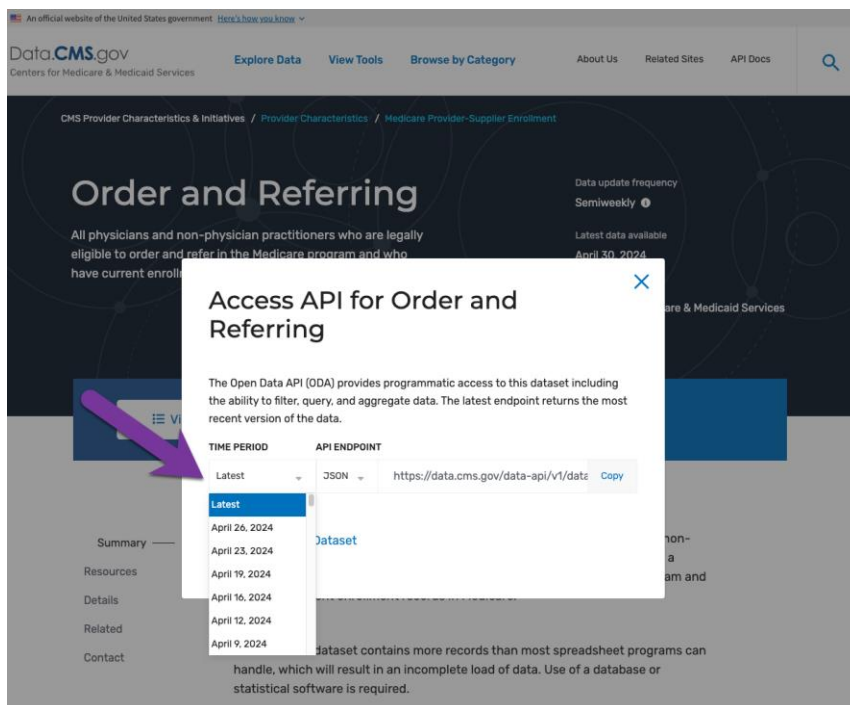 An official website of the United States government Here's how you know
Data.CMS.gov
Centers for Medicare & Medicaid Services
Explore Data View Tools Browse by Category
About Us Related Sites API Docs
CMS Provider Characteristics & Initiatives / Provider Characteristics / Medicare Provider-Supplier Enrollment
Order and Referring
All physicians and non-physician practitioners who are legally
eligible to order and refer in the Medicare program and who
have current
Data update frequency
Semiweekly
Latest data available
April 30, 2024
& Medicaid Services
Access API for Order and
Referring
The Open Data API (ODA) provides programmatic access to this dataset including
the ability to filter, query, and aggregate data. The latest endpoint returns the most
recent version of the data.
TIME PERIOD API ENDPOINT
Latest JSON https://data.cms.gov/data-api/v1/data Copy
Latest
April 26, 2024
April 23, 2024
April 19, 2024
April 16, 2024
April 12, 2024
April 9, 2024
Dataset
Summary
Resources
Details
Related
Contact
non-
a
am and
enrollment records in Medicare.
dataset contains more records than most spreadsheet programs can
handle, which will result in an incomplete load of data. Use of a database or
statistical software is required.